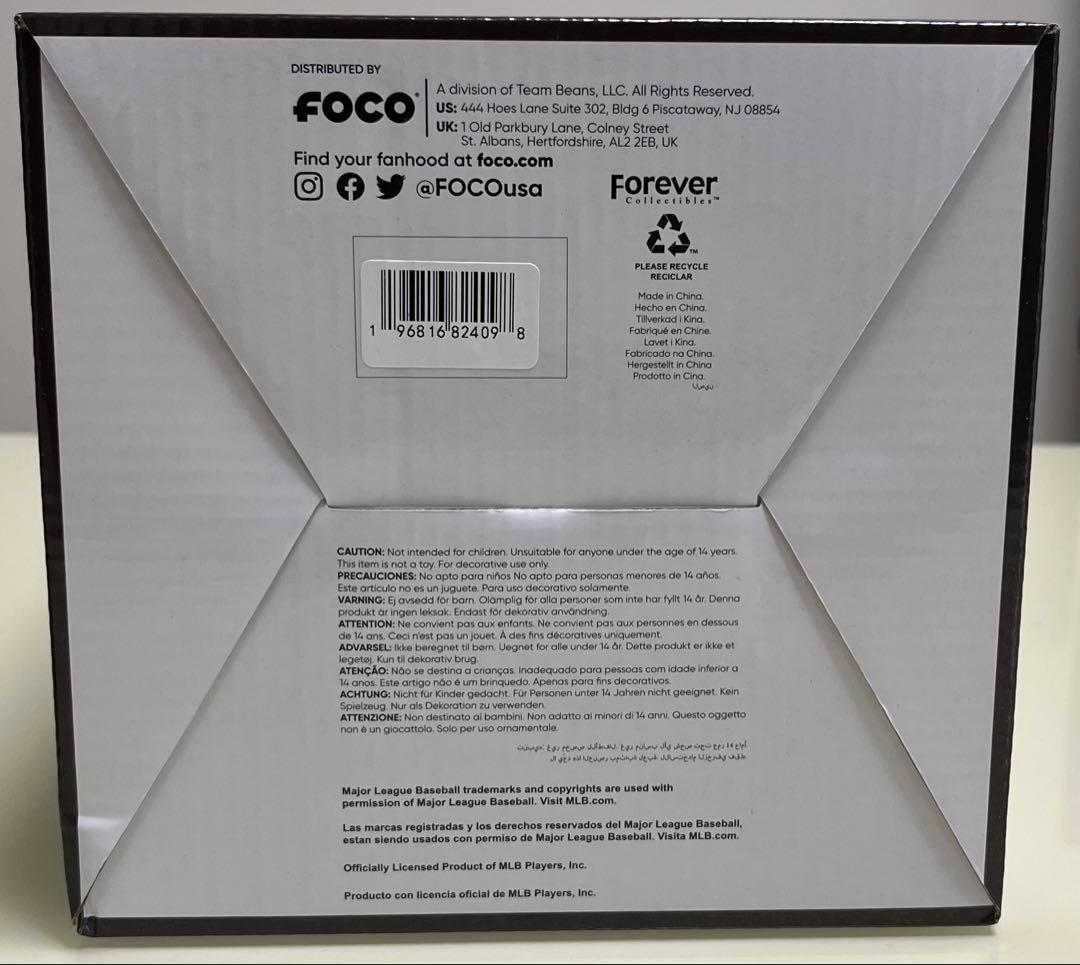 DISTRIBUTED BY
FOCO®
A division of Team Beans, LLC. All Rights Reserved.
US: 444 Hoes Lane Suite 302, Bldg 6 Piscataway, NJ 08854
UK: 1 Old Parkbury Lane, Colney Street
St. Albans, Hertfordshire, AL2 2EB, UK
Find your fanhood at foco.com
@FOCOusa
Forever
Collectibles™
TM
PLEASE RECYCLE
RECICLAR
1 96816 82409 8
Made in China.
Hecho en China.
Tillverkad i Kina.
Fabriqué en Chine.
Lavet i Kina.
Fabricado na China.
Hergestellt in China
Prodotto in Cina.
CAUTION: Not intended for children. Unsuitable for anyone under the age of 14 years.
This item is not a toy. For decorative use only.
PRECAUCIONES: No apto para niños No apto para personas menores de 14 años.
Este artículo no es un juguete. Para uso decorativo solamente.
VARNING: Ej avsedd för barn. Olämplig för alla personer som inte har fyllt 14 år. Denna
produkt är ingen leksak. Endast för dekorativ användning.
ATTENTION: Ne convient pas aux enfants. Ne convient pas aux personnes en dessous
de 14 ans. Ceci n'est pas un jouet. À des fins décoratives uniquement.
ADVARSEL: Ikke beregnet til børn. Uegnet for alle under 14 år. Dette produkt er ikke et
legetøj. Kun til dekorativ brug.
ATENÇÃO: Não se destina a crianças. Inadequado para pessoas com idade inferior a
14 anos. Este artigo não é um brinquedo. Apenas para fins decorativos.
ACHTUNG: Nicht für Kinder gedacht. Für Personen unter 14 Jahren nicht geeignet. Kein
Spielzeug. Nur als Dekoration zu verwenden.
ATTENZIONE: Non destinato ai bambini. Non adatto ai minori di 14 anni. Questo oggetto
non è un giocattolo. Solo per uso ornamentale.
Major League Baseball trademarks and copyrights are used with
permission of Major League Baseball. Visit MLB.com.
Las marcas registradas y los derechos reservados del Major League Baseball,
estan siendo usados con permiso de Major League Baseball. Visita MLB.com.
Officially Licensed Product of MLB Players, Inc.
Producto con licencia oficial de MLB Players, Inc.